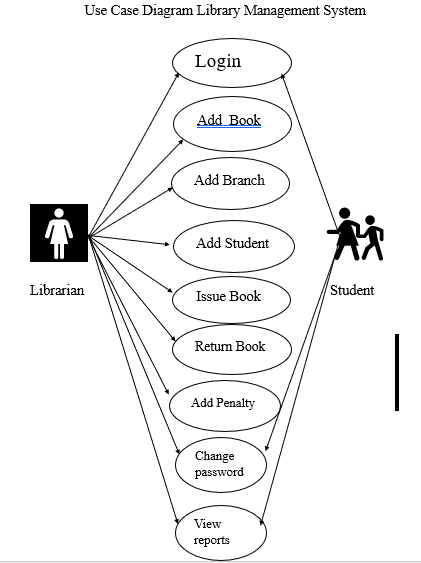 Use Case Diagram Library Management System
Login
Add Book
Add Branch
Add Student
Librarian
Issue Book
Student
Return Book
Add Penalty
Change
password
View
reports